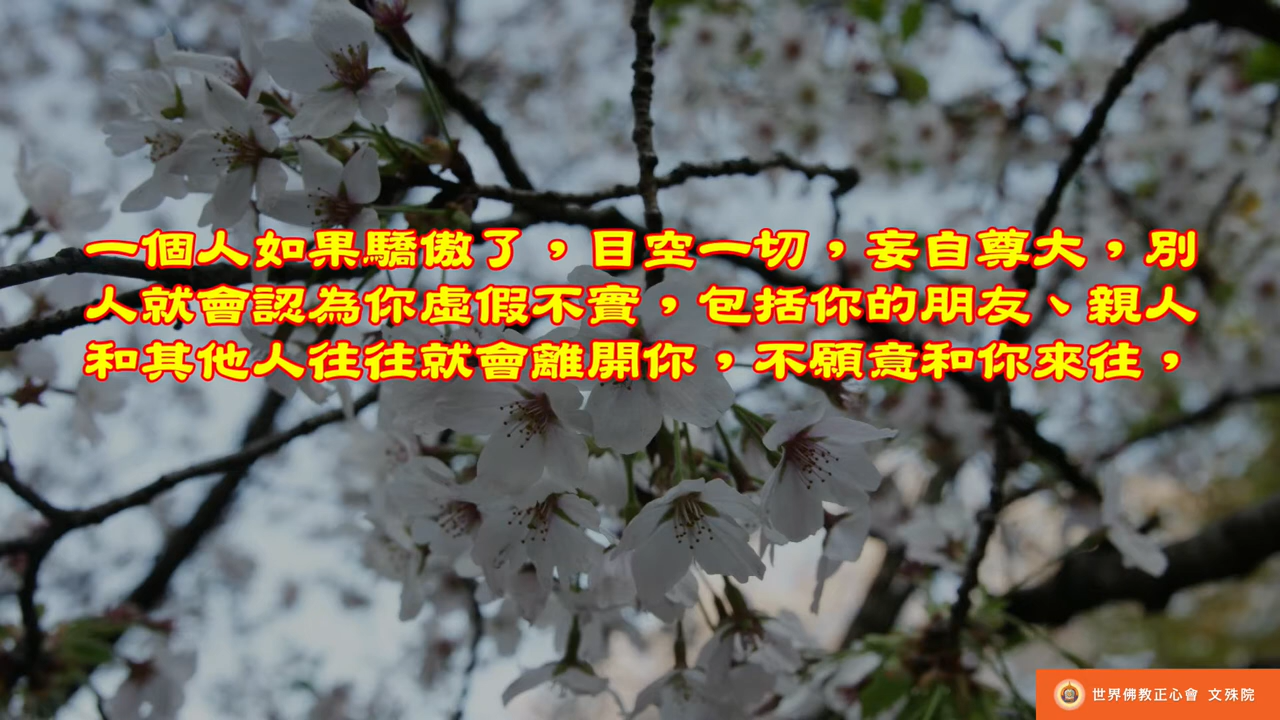 一個人如果驕傲了，目空一切，妄自尊大，別
人就會認為你虛假不實，包括你的朋友、親人
和其他人往往就會離開你，不願意和你來往，
世界佛教正心會 文殊院